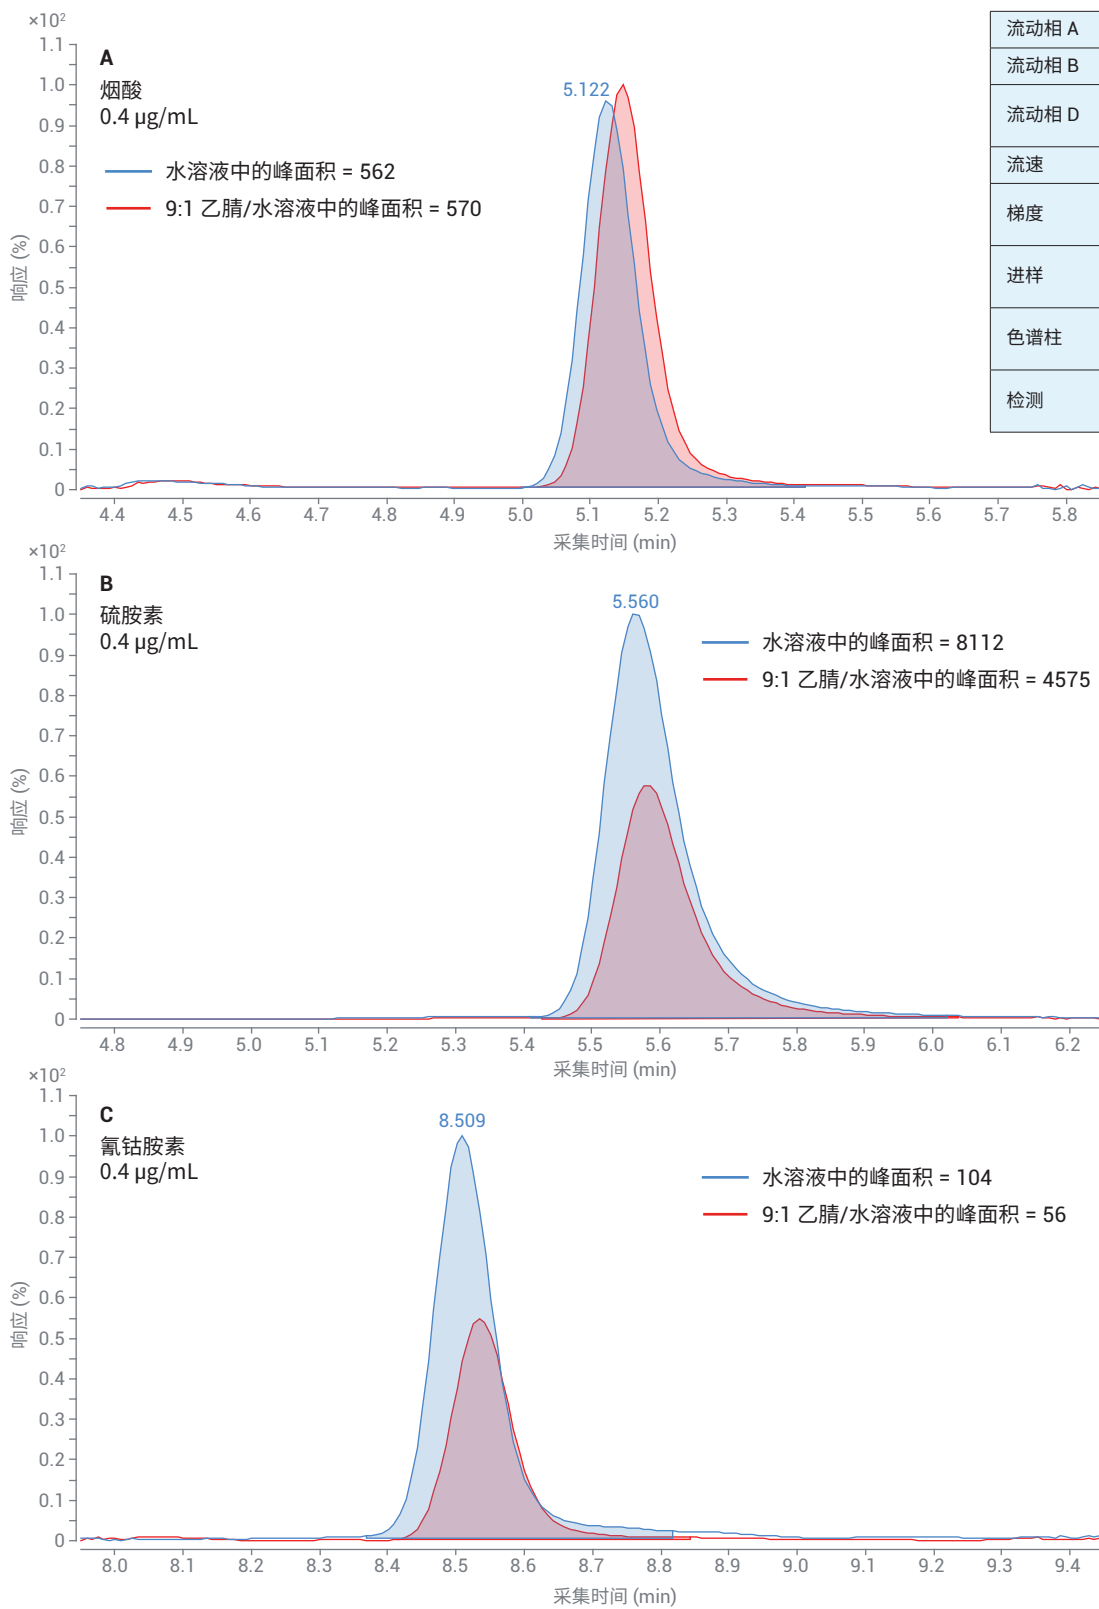 ×10²
1.1
1.0
0.9
0.8
0.7
0.6
0.5
0.4
0.3
0.2
0.1
0
响应 (%)
A
烟酸
0.4 µg/mL
水溶液中的峰面积 = 562
9:1 乙腈/水溶液中的峰面积 = 570
5.122
4.4 4.5 4.6 4.7 4.8 4.9 5.0 5.1 5.2 5.3 5.4 5.5 5.6 5.7 5.8
采集时间 (min)
流动相 A
流动相 B
流动相 D
流速
梯度
进样
色谱柱
检测
×10²
1.1
1.0
0.9
0.8
0.7
0.6
0.5
0.4
0.3
0.2
0.1
0
响应 (%)
B
硫胺素
0.4 µg/mL
5.560
水溶液中的峰面积 = 8112
9:1 乙腈/水溶液中的峰面积 = 4575
4.8 4.9 5.0 5.1 5.2 5.3 5.4 5.5 5.6 5.7 5.8 5.9 6.0 6.1 6.2
采集时间 (min)
×10²
1.1
1.0
0.9
0.8
0.7
0.6
0.5
0.4
0.3
0.2
0.1
0
响应 (%)
C
氰钴胺素
0.4 µg/mL
8.509
水溶液中的峰面积 = 104
9:1 乙腈/水溶液中的峰面积 = 56
8.0 8.1 8.2 8.3 8.4 8.5 8.6 8.7 8.8 8.9 9.0 9.1 9.2 9.3 9.4
采集时间 (min)